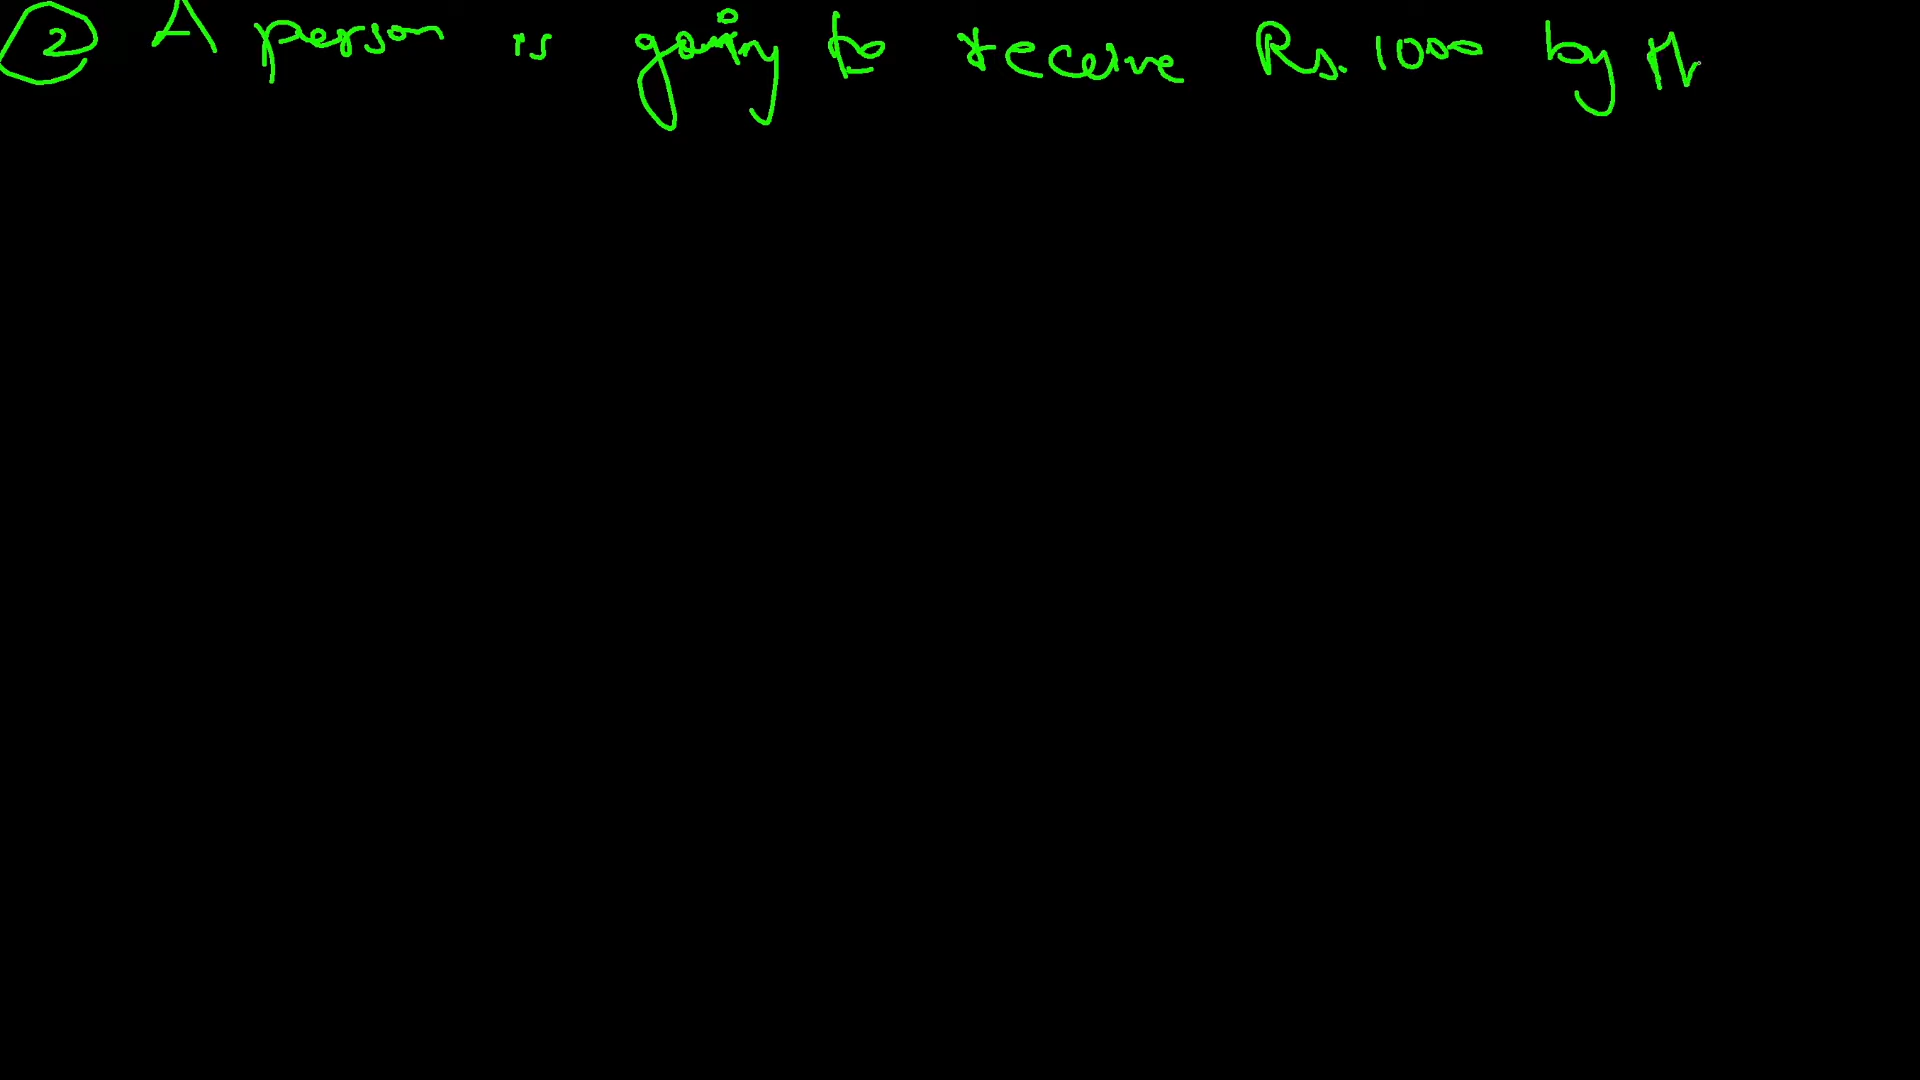 ② A person is going to receive Rs. 1000 by